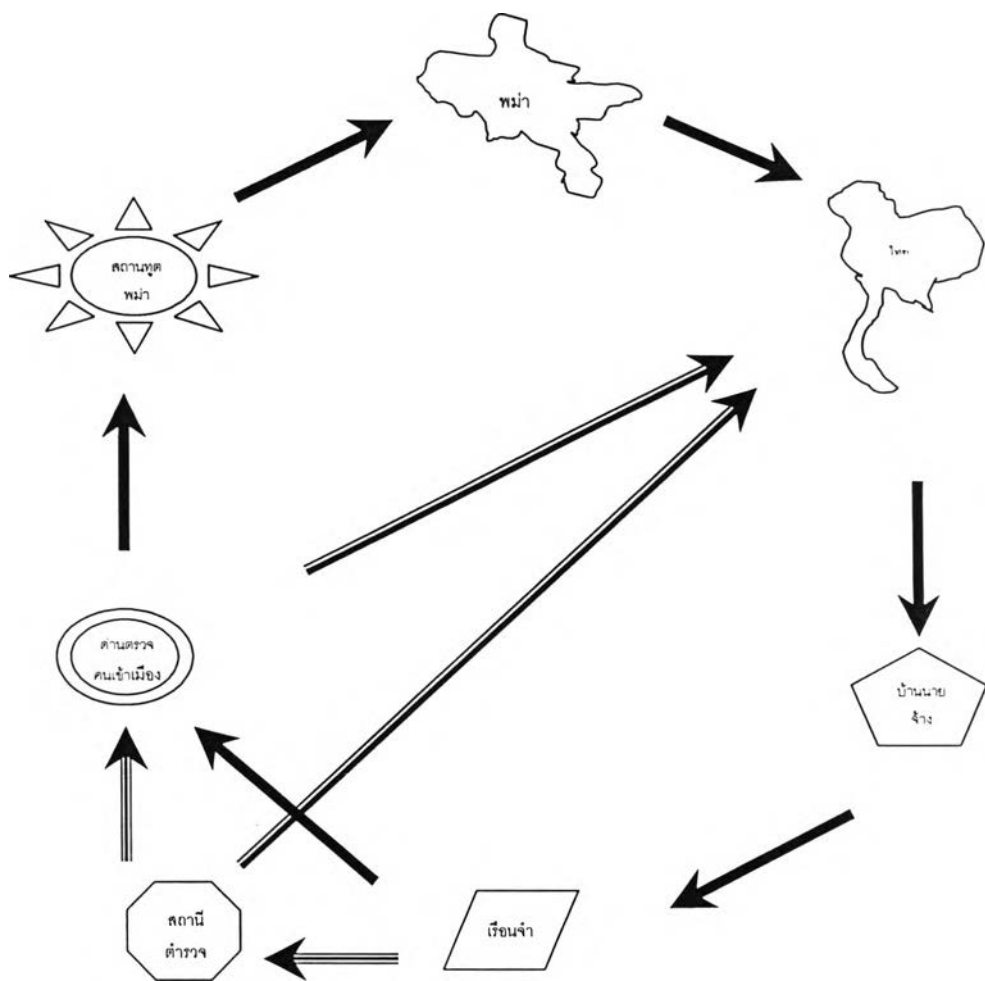 พม่า
ไทย
สถานทูต
พม่า
ด่านตรวจ
คนเข้าเมือง
บ้านนาย
จ้าง
สถานี
ตำรวจ
เรือนจำ